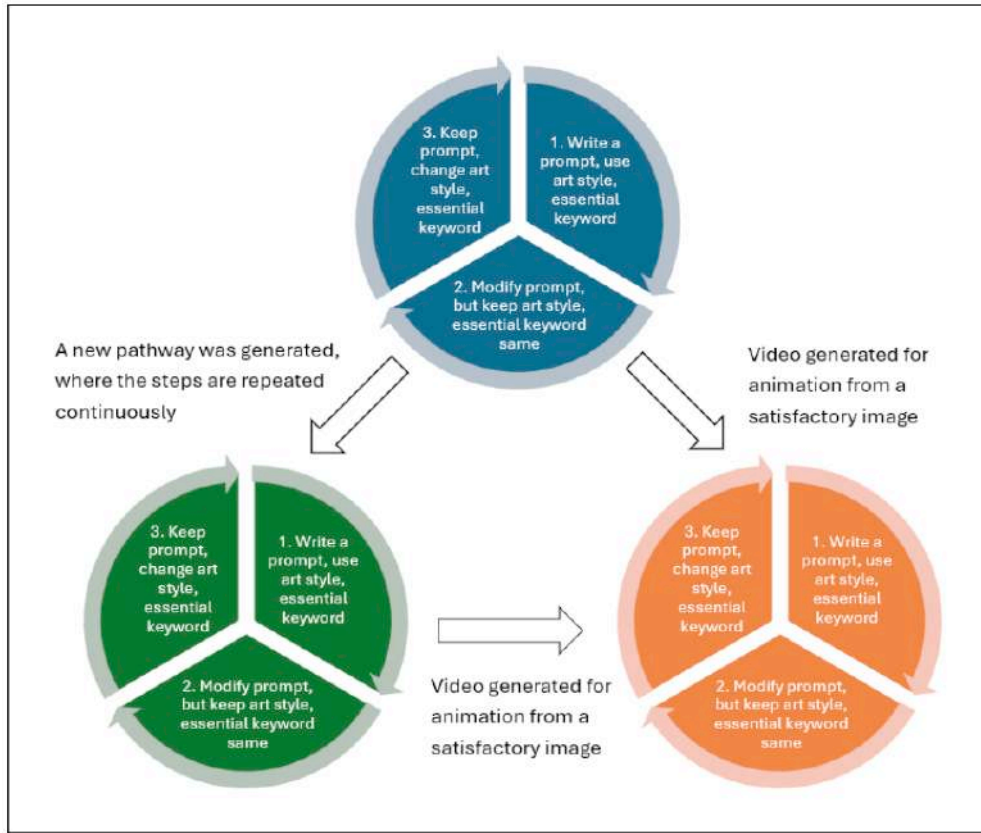 3. Keep
prompt,
change art
style,
essential
keyword
1. Write a
prompt, use
art style,
essential
keyword
2. Modify prompt,
but keep art style,
essential keyword
same
A new pathway was generated,
where the steps are repeated
continuously
Video generated for
animation from a
satisfactory image
3. Keep
prompt,
change art
style,
essential
keyword
1. Write a
prompt, use
art style,
essential
keyword
2. Modify prompt,
but keep art style,
essential keyword
same
Video generated for
animation from a
satisfactory image
3. Keep
prompt,
change art
style,
essential
keyword
1. Write a
prompt, use
art style,
essential
keyword
2. Modify prompt,
but keep art style,
essential keyword
same